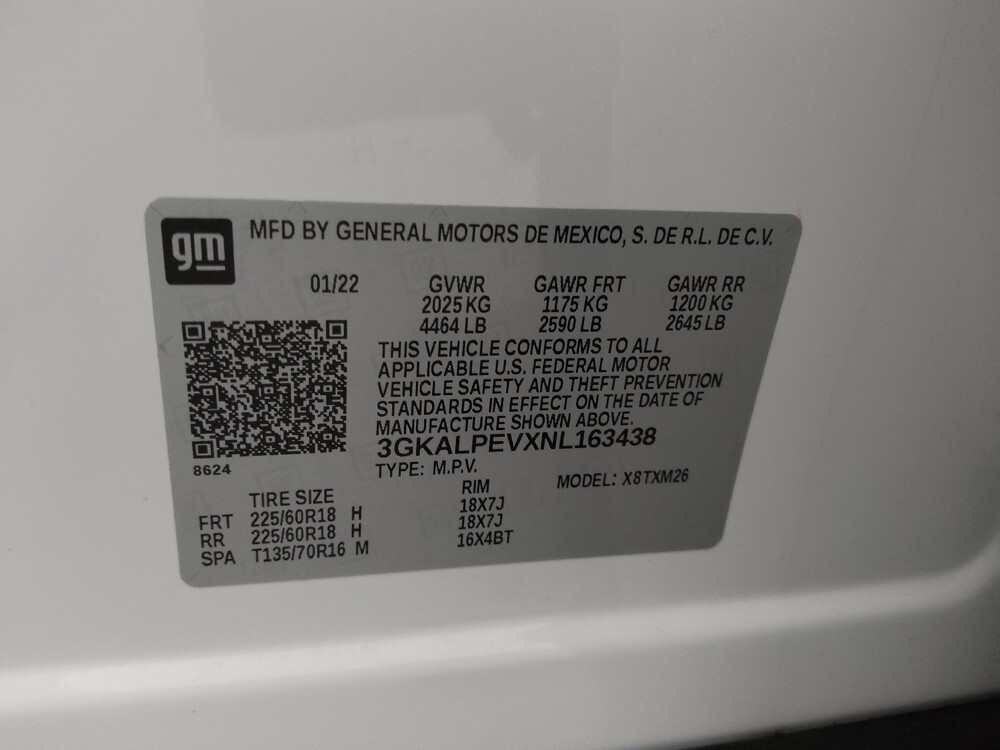 gm
MFD BY GENERAL MOTORS DE MEXICO, S. DE R.L. DE C.V.
01/22 GVWR GAWR FRT GAWR RR
2025 KG 1175 KG 1200 KG
4464 LB 2590 LB 2645 LB
THIS VEHICLE CONFORMS TO ALL
APPLICABLE U.S. FEDERAL MOTOR
VEHICLE SAFETY AND THEFT PREVENTION
STANDARDS IN EFFECT ON THE DATE OF
MANUFACTURE SHOWN ABOVE.
3GKALPEVXNL163438
8624
TYPE: M.P.V. MODEL: X8TXM26
TIRE SIZE RIM
FRT 225/60R18 H 18X7J
RR 225/60R18 H 18X7J
SPA T135/70R16 M 16X4BT